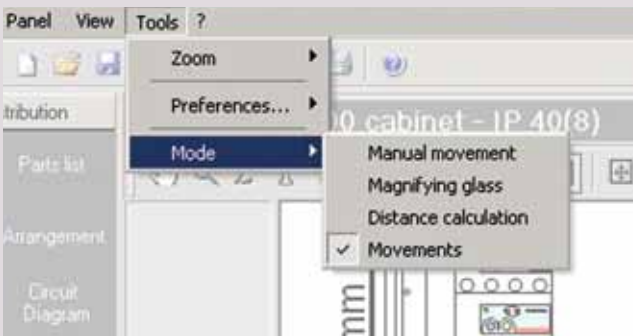 Panel View Tools ?
Zoom
Preferences...
tribution
0 cabinet - IP 40(8)
Mode
Parts list
Manual movement
Magnifying glass
Distance calculation
Arrangement
Movements
Circuit
Diagram
mm